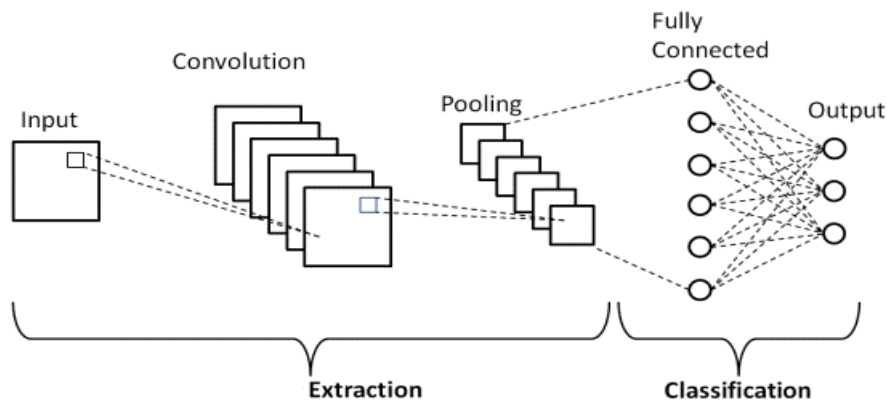 Input
Convolution
Pooling
Fully
Connected
Output
Extraction
Classification